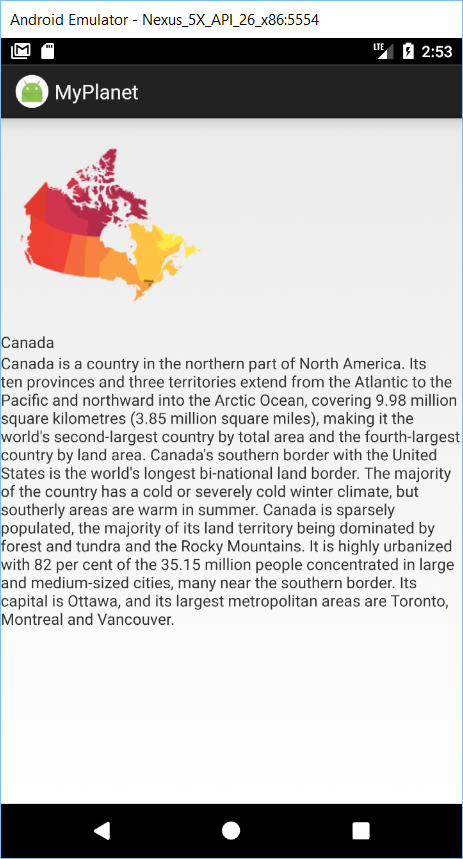 Android Emulator - Nexus_5X_API_26_x86:5554
LTE 2:53
MyPlanet
Canada
Canada is a country in the northern part of North America. Its
ten provinces and three territories extend from the Atlantic to the
Pacific and northward into the Arctic Ocean, covering 9.98 million
square kilometres (3.85 million square miles), making it the
world's second-largest country by total area and the fourth-largest
country by land area. Canada's southern border with the United
States is the world's longest bi-national land border. The majority
of the country has a cold or severely cold winter climate, but
southerly areas are warm in summer. Canada is sparsely
populated, the majority of its land territory being dominated by
forest and tundra and the Rocky Mountains. It is highly urbanized
with 82 per cent of the 35.15 million people concentrated in large
and medium-sized cities, many near the southern border. Its
capital is Ottawa, and its largest metropolitan areas are Toronto,
Montreal and Vancouver.